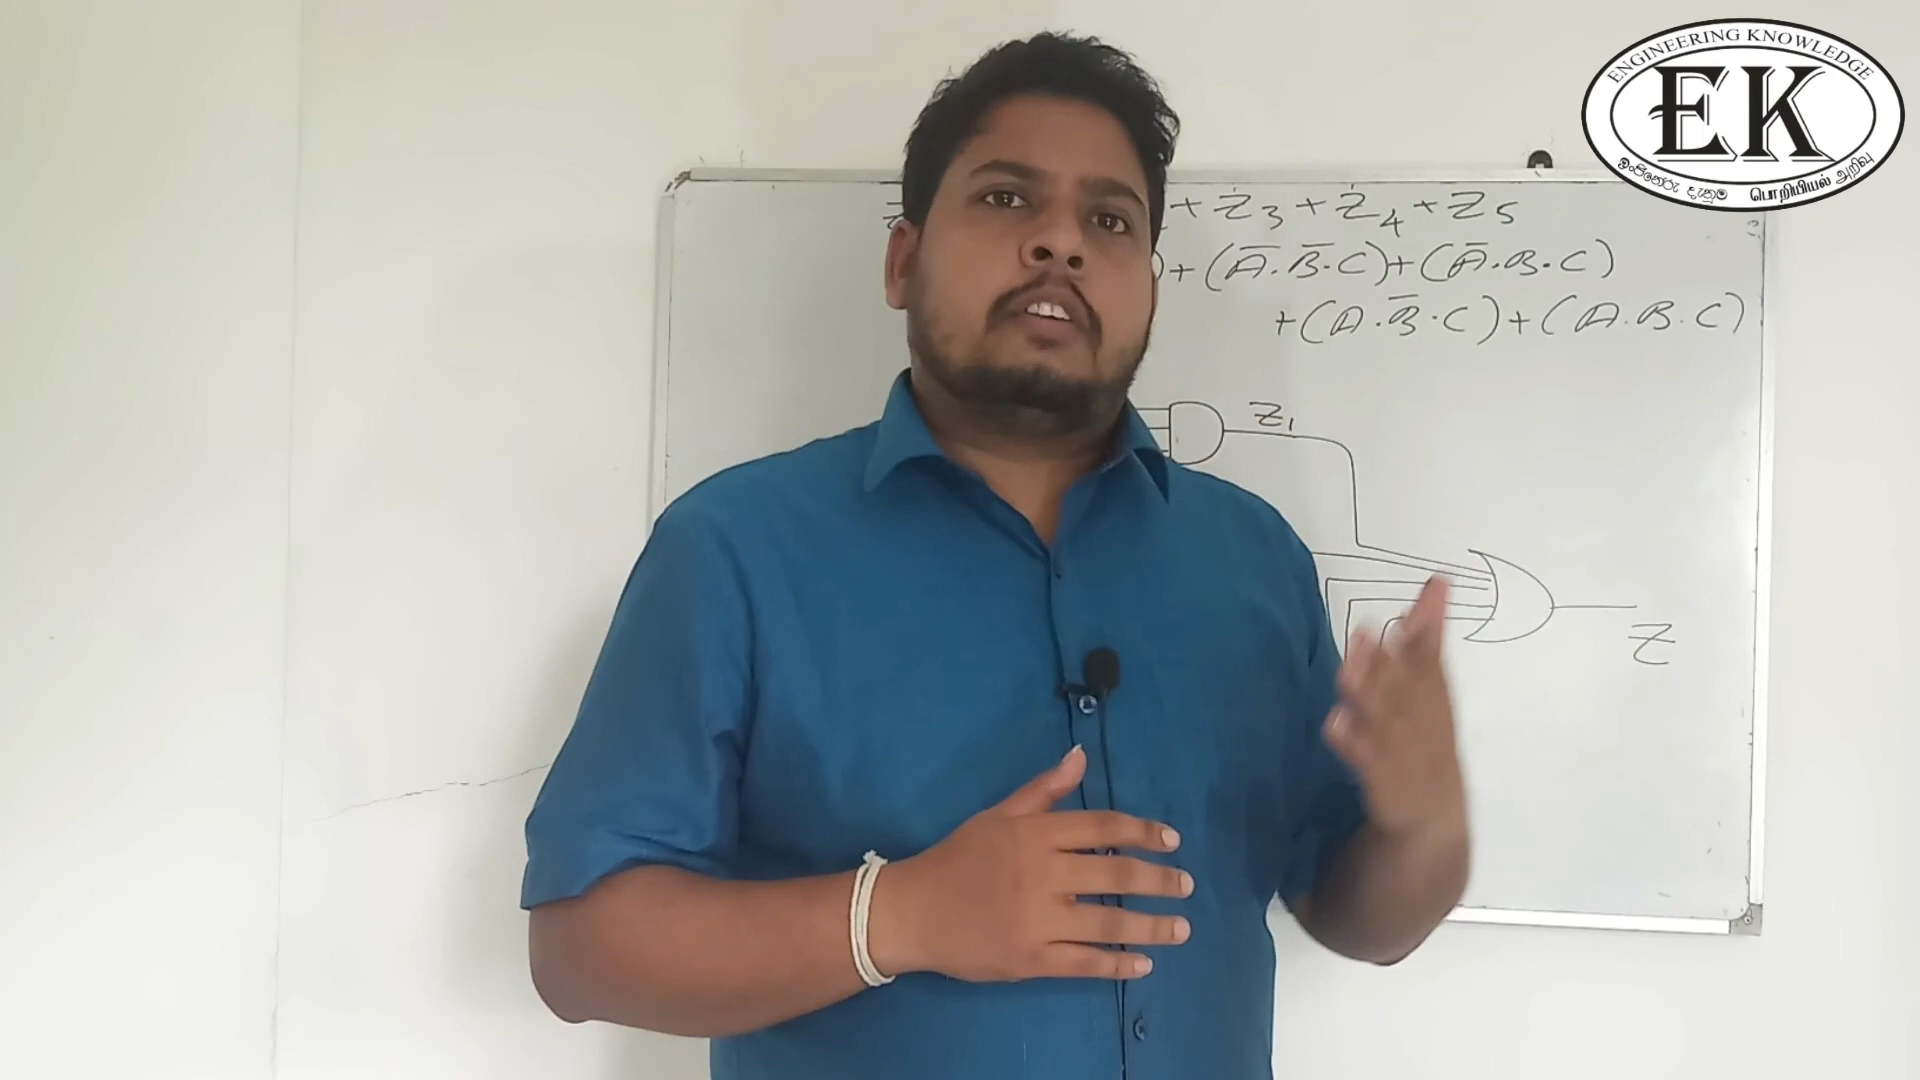 ENGINEERING KNOWLEDGE
EK
ඉංජිනේරු දැනුම பொறியியல் அறிவு
+ Z3 + Z4 + Z5
) + (A̅.B̅.C) + (A̅.B.C)
+ (A.B̅.C) + (A.B.C)
Z1
Z